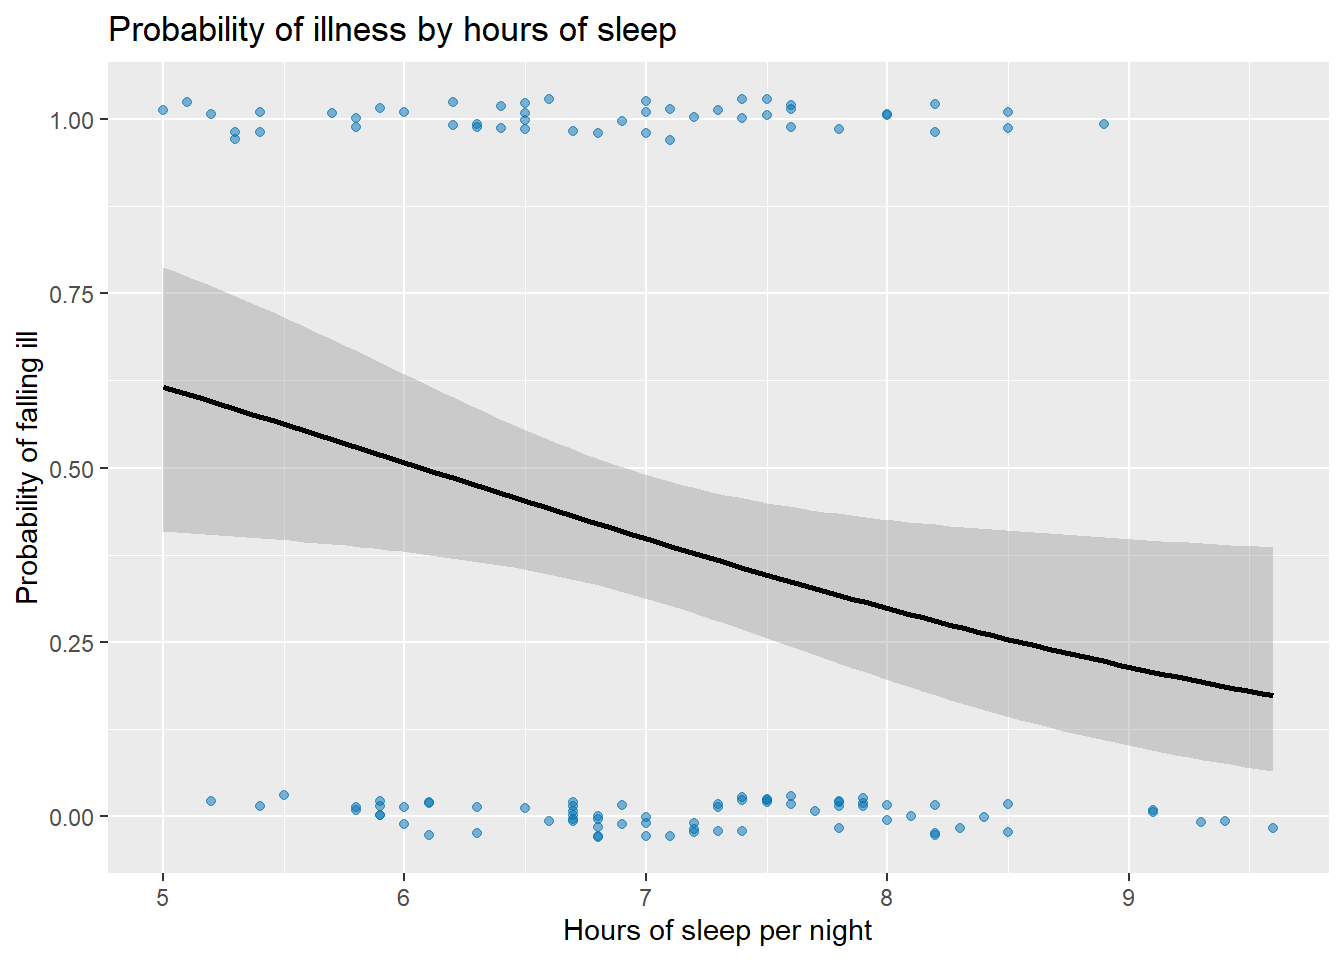 Probability of illness by hours of sleep
1.00
0.75
0.50
0.25
0.00
Probability of falling ill
5 6 7 8 9
Hours of sleep per night